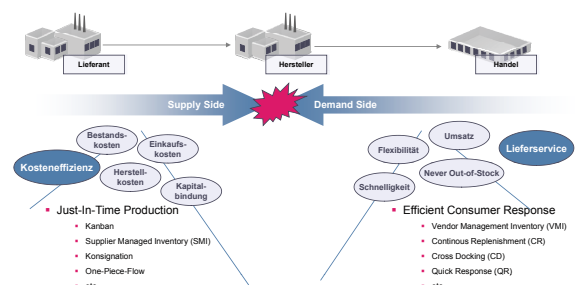 Lieferant
Hersteller
Handel
Supply Side
Demand Side
Bestands-
kosten
Einkaufs-
kosten
Kosteneffizienz
Herstell-
kosten
Kapital-
bindung
Umsatz
Flexibilität
Lieferservice
Never Out-of-Stock
Schnelligkeit
Just-In-Time Production
Kanban
Supplier Managed Inventory (SMI)
Konsignation
One-Piece-Flow
Efficient Consumer Response
Vendor Management Inventory (VMI)
Continous Replenishment (CR)
Cross Docking (CD)
Quick Response (QR)